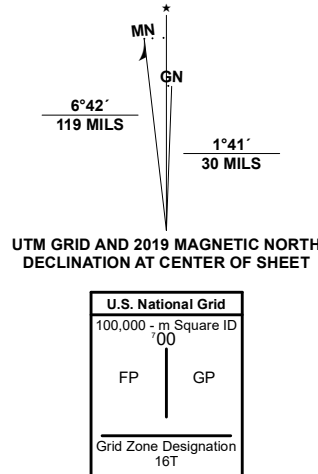 ★
MN
GN
6°42´
119 MILS
1°41´
30 MILS
UTM GRID AND 2019 MAGNETIC NORTH
DECLINATION AT CENTER OF SHEET
U.S. National Grid
100,000 - m Square ID
⁷00
FP GP
Grid Zone Designation
16T